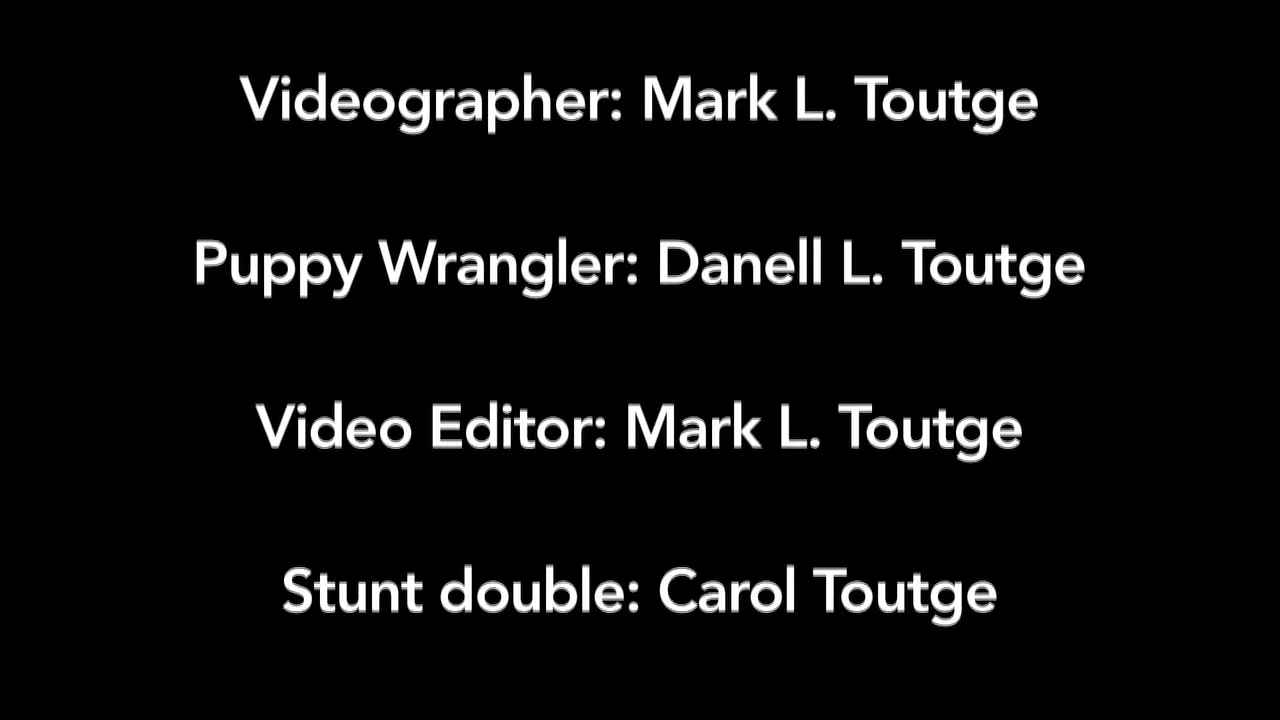 Videographer: Mark L. Toutge
Puppy Wrangler: Danell L. Toutge
Video Editor: Mark L. Toutge
Stunt double: Carol Toutge